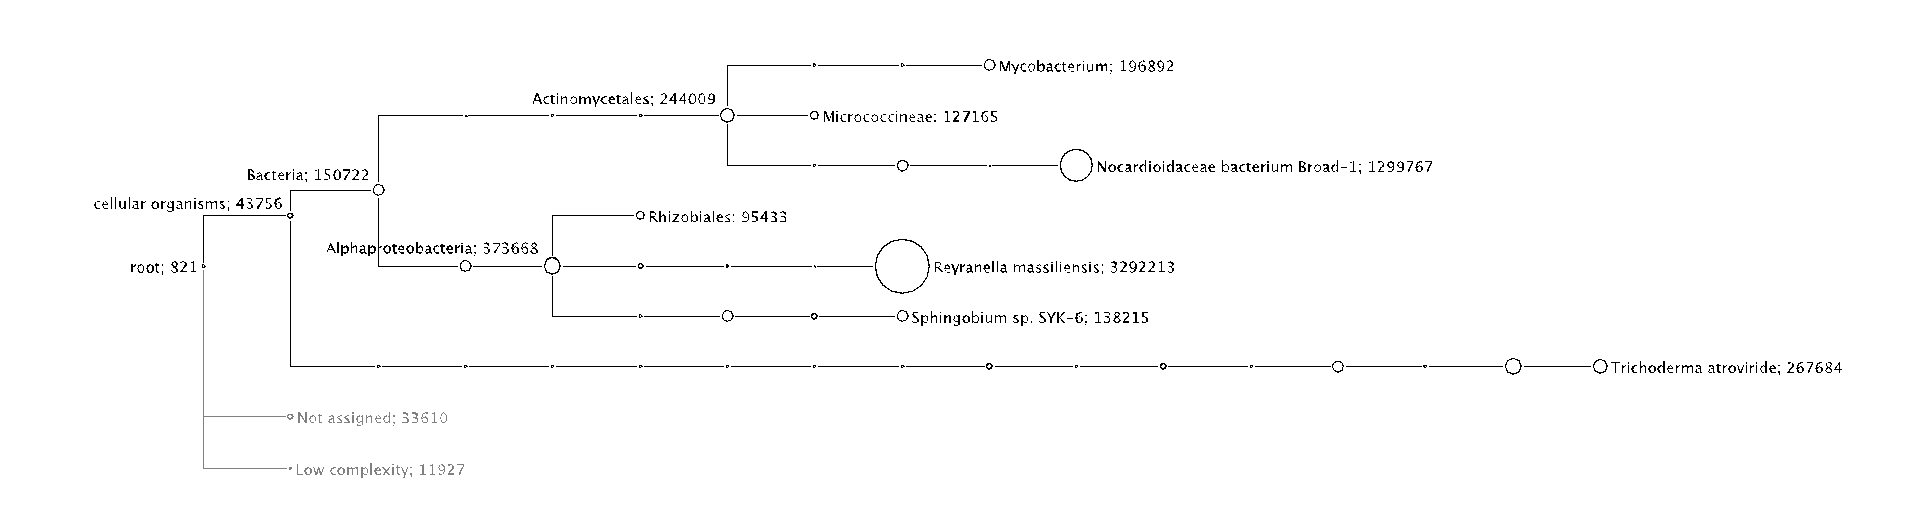 Mycobacterium; 196892
Actinomycetales; 244009
Micrococcineae; 127165
Nocardioidaceae bacterium Broad-1; 1299767
Bacteria; 150722
cellular organisms; 43756
Rhizobiales; 95433
Alphaproteobacteria; 373668
root; 821
Reyranella massiliensis; 3292213
Sphingobium sp. SYK-6; 138215
Trichoderma atroviride; 267684
Not assigned; 33610
Low complexity; 11927